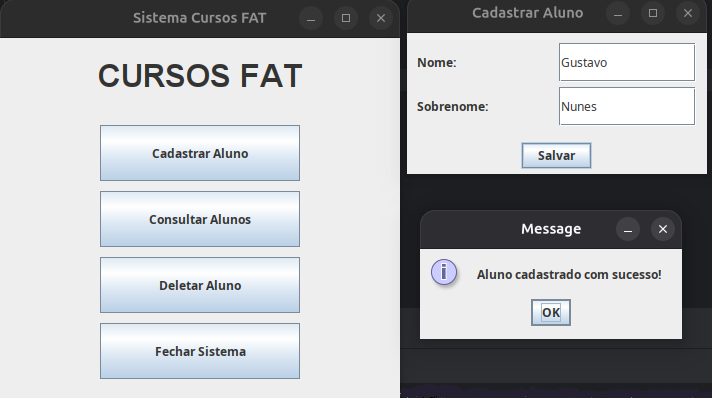 Sistema Cursos FAT
CURSOS FAT
Cadastrar Aluno
Consultar Alunos
Deletar Aluno
Fechar Sistema
Cadastrar Aluno
Nome:
Gustavo
Sobrenome:
Nunes
Salvar
Message
i
Aluno cadastrado com sucesso!
OK